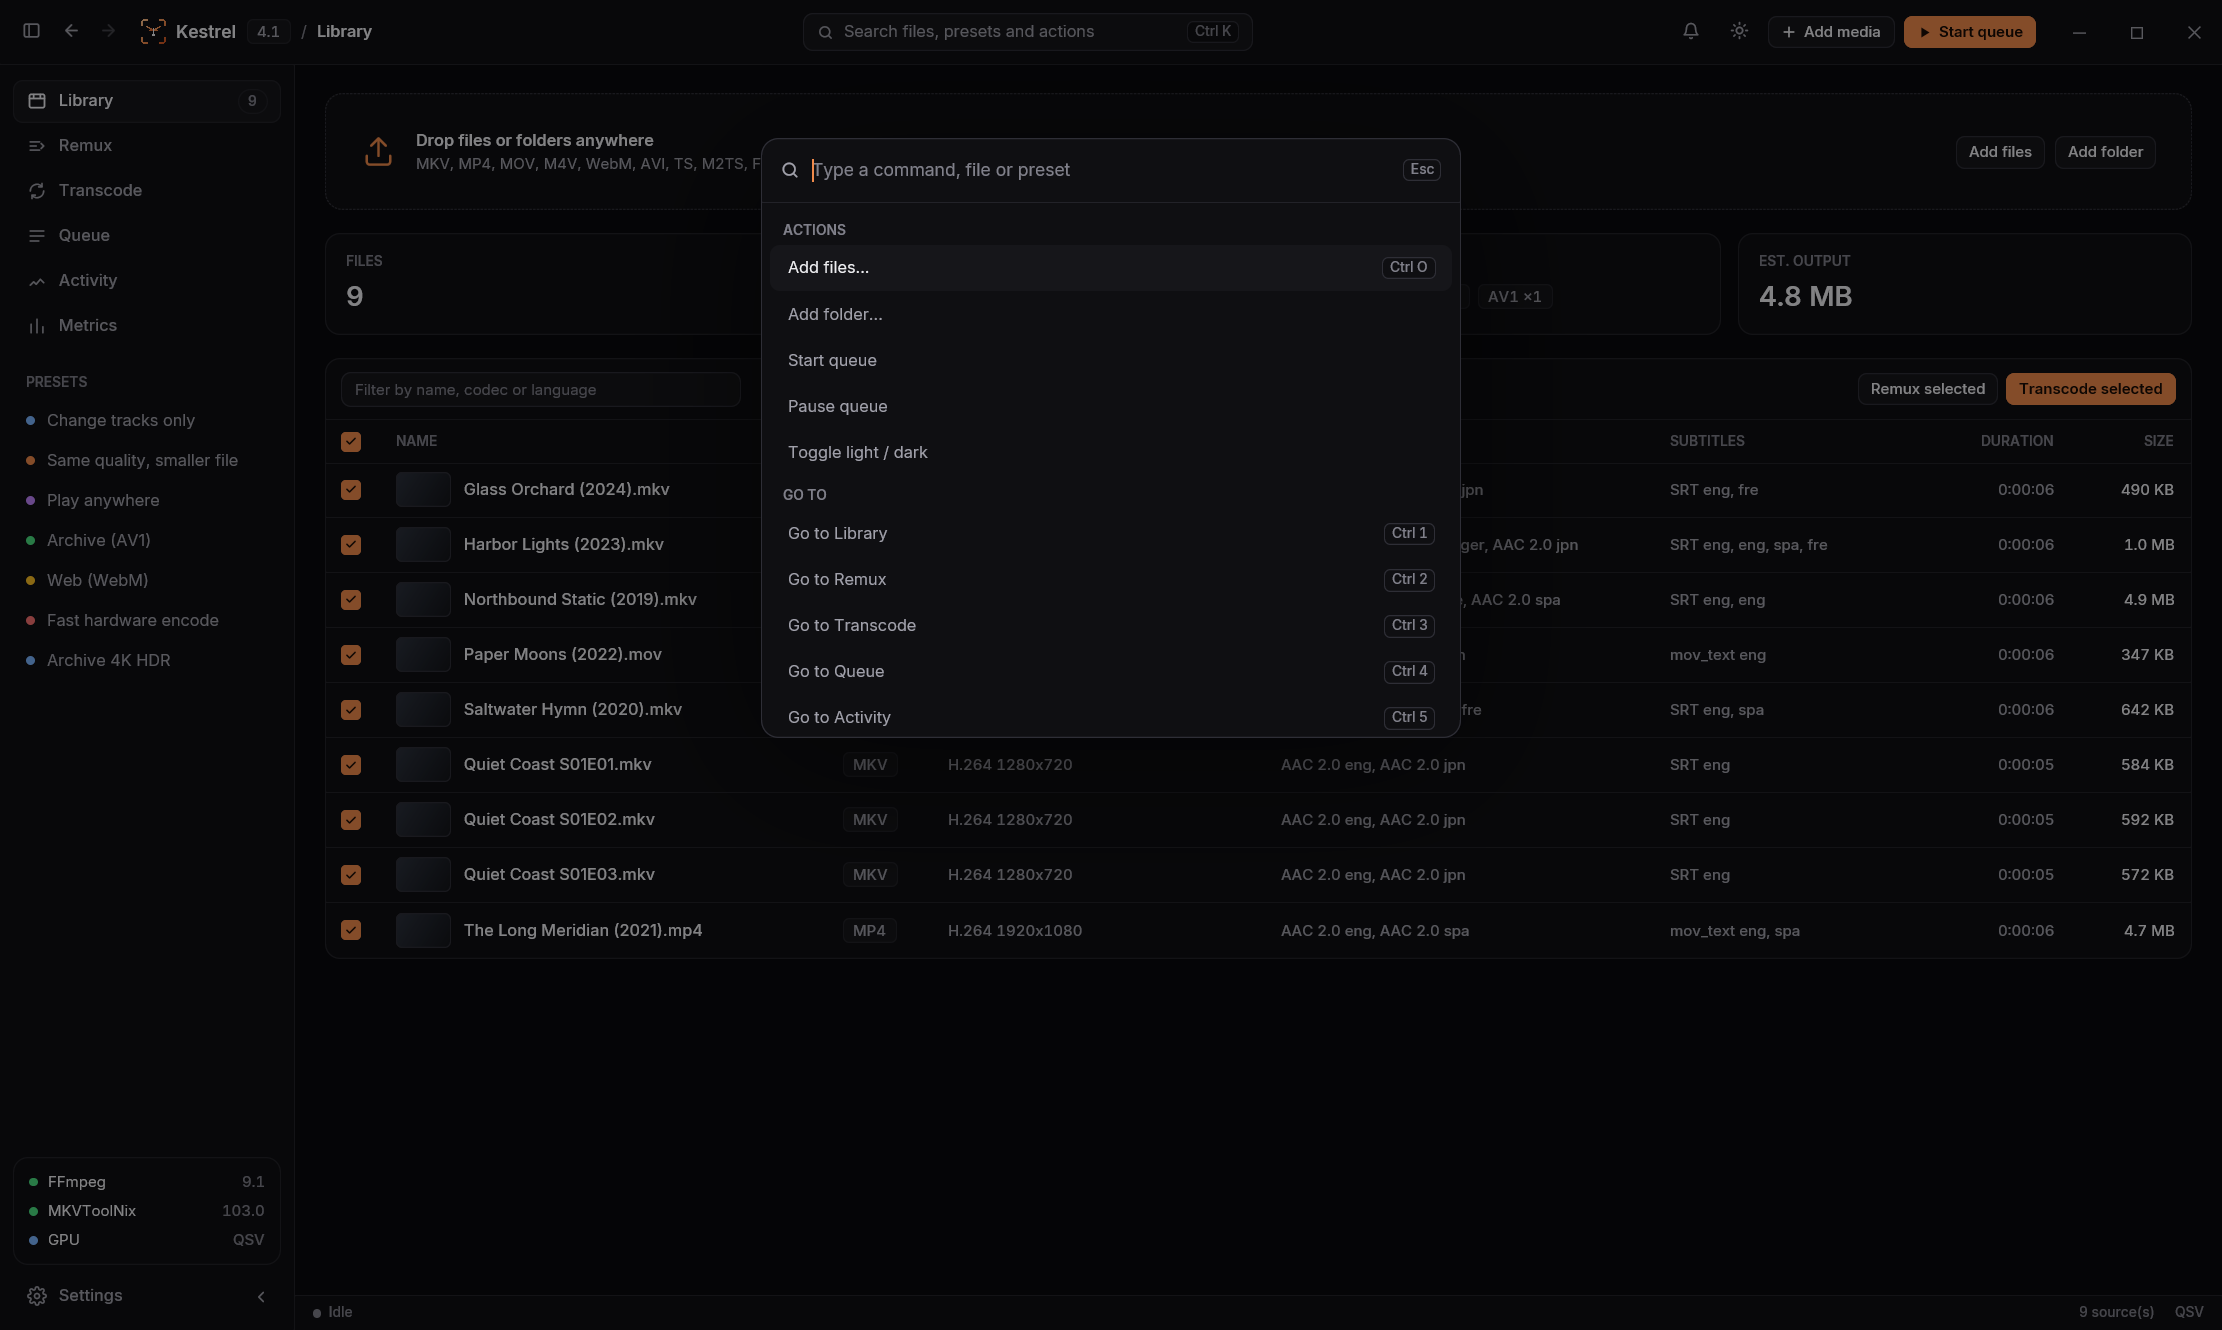 Kestrel 4.1 / Library
Search files, presets and actions Ctrl K
Add media
Start queue
Library 9
Remux
Transcode
Queue
Activity
Metrics
PRESETS
Change tracks only
Same quality, smaller file
Play anywhere
Archive (AV1)
Web (WebM)
Fast hardware encode
Archive 4K HDR
FFmpeg 9.1
MKVToolNix 103.0
GPU QSV
Settings
Drop files or folders anywhere
MKV, MP4, MOV, M4V, WebM, AVI, TS, M2TS, F
Add files Add folder
FILES
9
AV1 ×1
EST. OUTPUT
4.8 MB
Filter by name, codec or language
Remux selected Transcode selected
NAME SUBTITLES DURATION SIZE
Glass Orchard (2024).mkv jpn SRT eng, fre 0:00:06 490 KB
Harbor Lights (2023).mkv ger, AAC 2.0 jpn SRT eng, eng, spa, fre 0:00:06 1.0 MB
Northbound Static (2019).mkv , AAC 2.0 spa SRT eng, eng 0:00:06 4.9 MB
Paper Moons (2022).mov mov_text eng 0:00:06 347 KB
Saltwater Hymn (2020).mkv fre SRT eng, spa 0:00:06 642 KB
Quiet Coast S01E01.mkv MKV H.264 1280x720 AAC 2.0 eng, AAC 2.0 jpn SRT eng 0:00:05 584 KB
Quiet Coast S01E02.mkv MKV H.264 1280x720 AAC 2.0 eng, AAC 2.0 jpn SRT eng 0:00:05 592 KB
Quiet Coast S01E03.mkv MKV H.264 1280x720 AAC 2.0 eng, AAC 2.0 jpn SRT eng 0:00:05 572 KB
The Long Meridian (2021).mp4 MP4 H.264 1920x1080 AAC 2.0 eng, AAC 2.0 spa mov_text eng, spa 0:00:06 4.7 MB
Type a command, file or preset Esc
ACTIONS
Add files... Ctrl O
Add folder...
Start queue
Pause queue
Toggle light / dark
GO TO
Go to Library Ctrl 1
Go to Remux Ctrl 2
Go to Transcode Ctrl 3
Go to Queue Ctrl 4
Go to Activity Ctrl 5
Idle
9 source(s) QSV